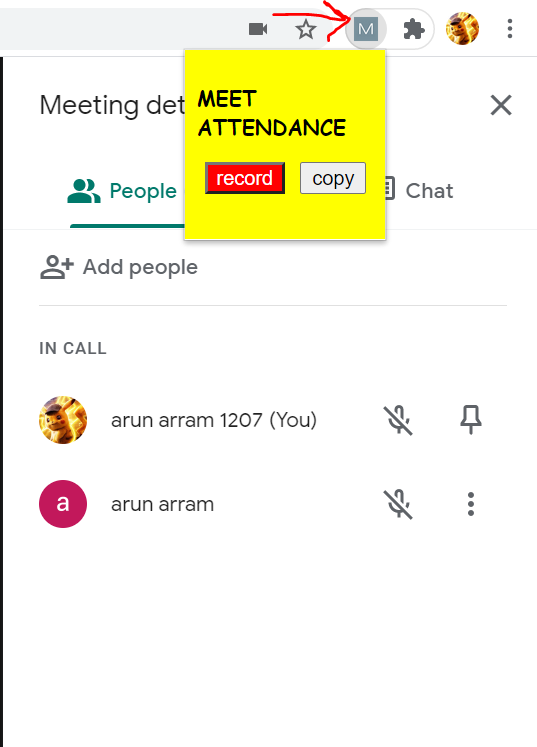 M
Meeting det
MEET
ATTENDANCE
record copy
People
Chat
Add people
IN CALL
arun arram 1207 (You)
a
arun arram